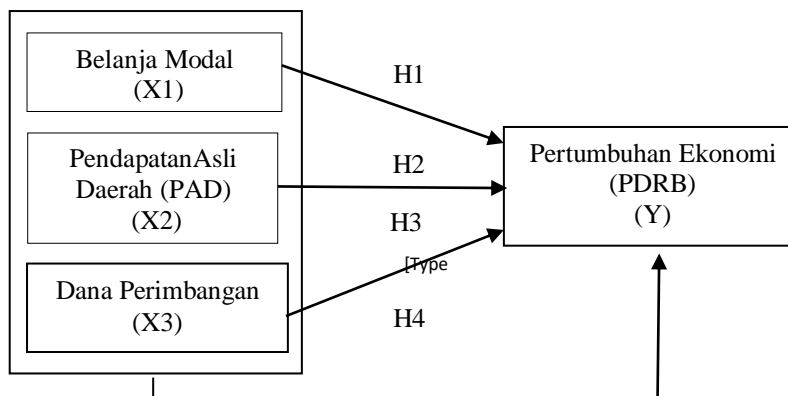 Belanja Modal
(X1)
PendapatanAsli
Daerah (PAD)
(X2)
Dana Perimbangan
(X3)
H1
H2
H3
[Type
H4
Pertumbuhan Ekonomi
(PDRB)
(Y)